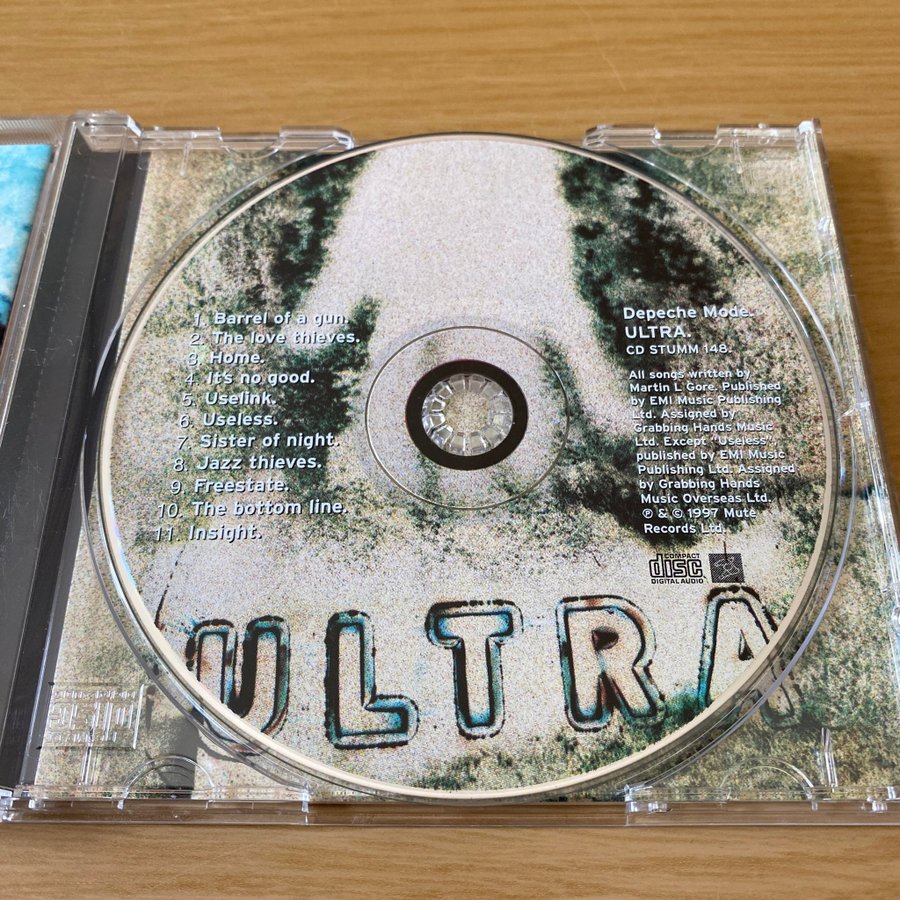 1. Barrel of a gun.
2. The love thieves.
3. Home.
4. It's no good.
5. Uselink.
6. Useless.
7. Sister of night.
8. Jazz thieves.
9. Freestate.
10. The bottom line.
11. Insight.
Depeche Mode.
ULTRA.
CD STUMM 148.
All songs written by
Martin L Gore. Published
by EMI Music Publishing
Ltd. Assigned by
Grabbing Hands Music
Ltd. Except "Useless",
published by EMI Music
Publishing Ltd. Assigned
by Grabbing Hands
Music Overseas Ltd.
℗ & © 1997 Mute
Records Ltd.
COMPACT
disc
DIGITAL AUDIO
ULTRA